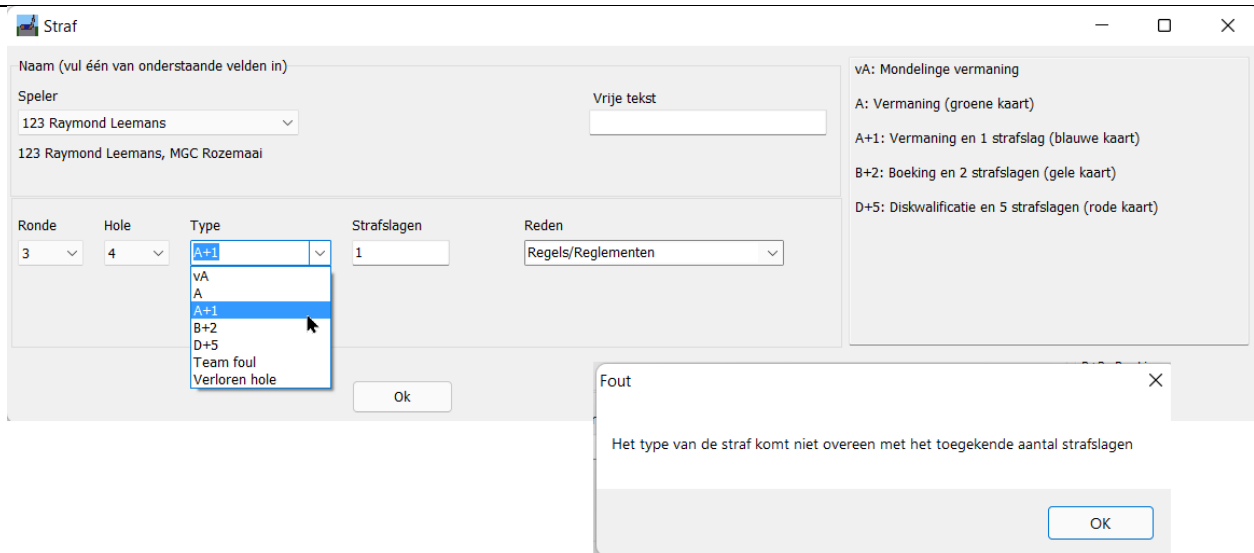 Straf
Naam (vul één van onderstaande velden in)
Speler
Vrije tekst
123 Raymond Leemans
123 Raymond Leemans, MGC Rozemaai
vA: Mondelinge vermaning
A: Vermaning (groene kaart)
A+1: Vermaning en 1 strafslag (blauwe kaart)
B+2: Boeking en 2 strafslagen (gele kaart)
D+5: Diskwalificatie en 5 strafslagen (rode kaart)
Ronde Hole Type Strafslagen Reden
3 4 A+1 1 Regels/Reglementen
vA
A
A+1
B+2
D+5
Team foul
Verloren hole
Ok
Fout
Het type van de straf komt niet overeen met het toegekende aantal strafslagen
OK